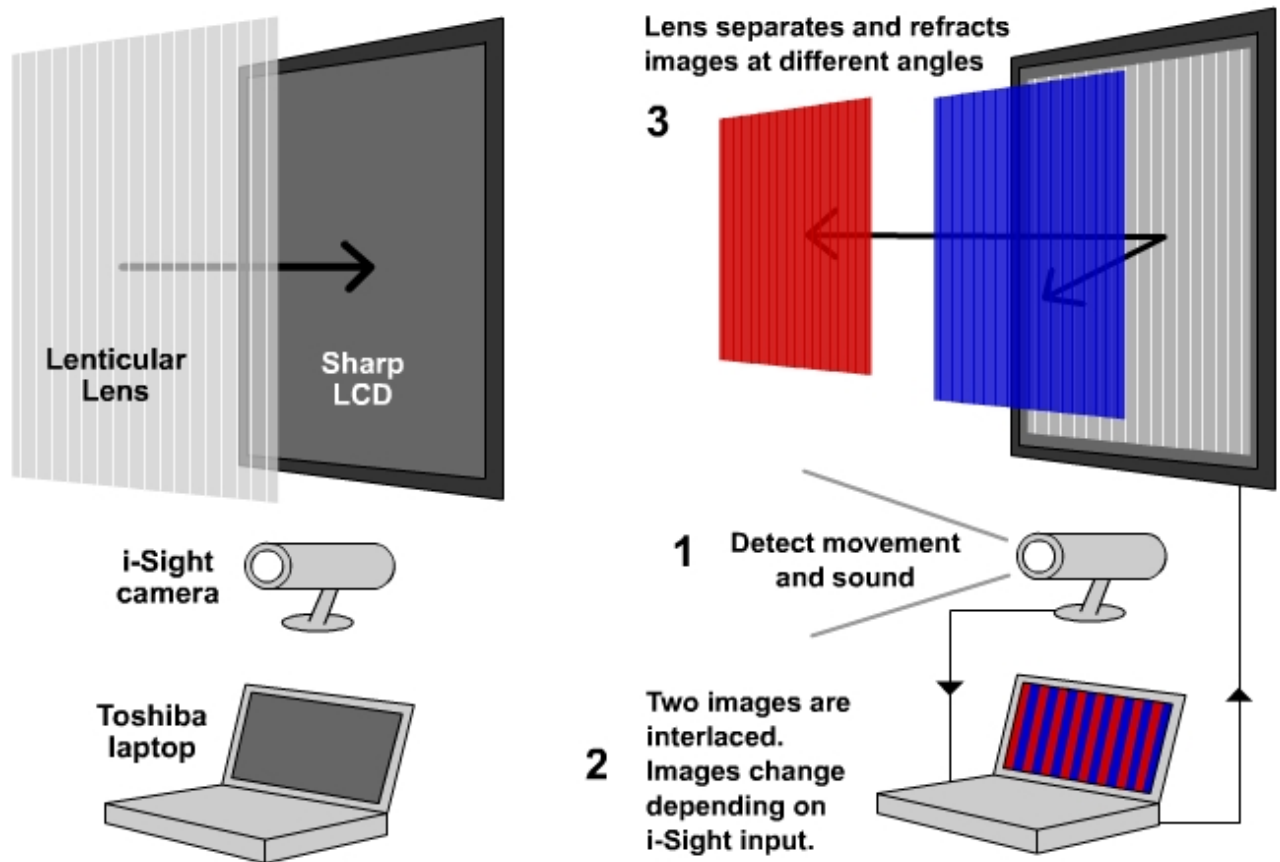 Lenticular
Lens
Sharp
LCD
i-Sight
camera
Toshiba
laptop
Lens separates and refracts
images at different angles
3
1
Detect movement
and sound
2
Two images are
interlaced.
Images change
depending on
i-Sight input.